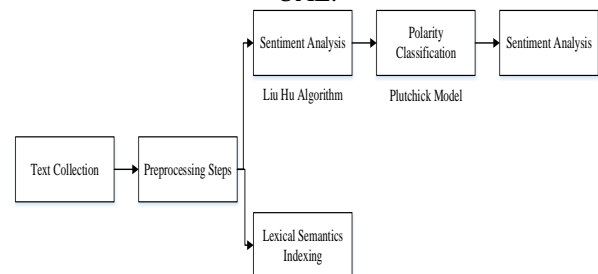 Sentiment Analysis
Polarity
Classification
Sentiment Analysis
Liu Hu Algorithm
Plutchick Model
Text Collection
Preprocessing Steps
Lexical Semantics
Indexing